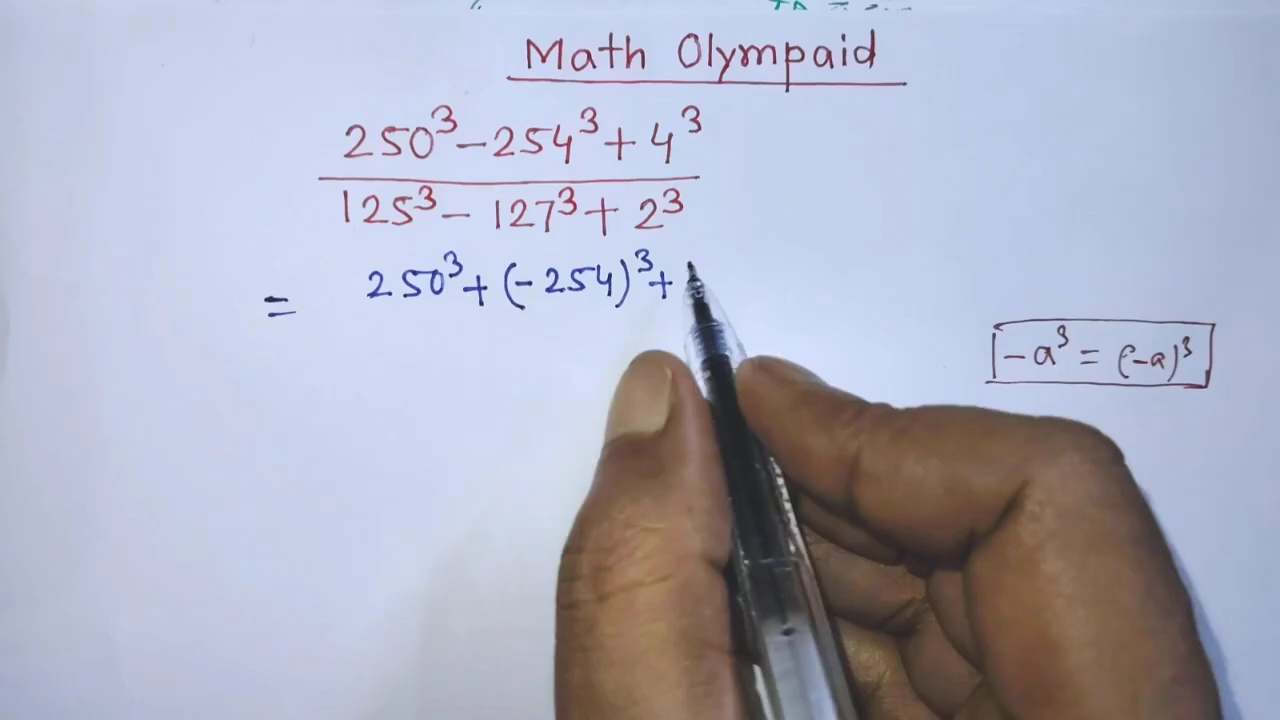 Math Olympaid
250³ - 254³ + 4³
125³ - 127³ + 2³
= 250³ + (-254)³ +
-a³ = (-a)³